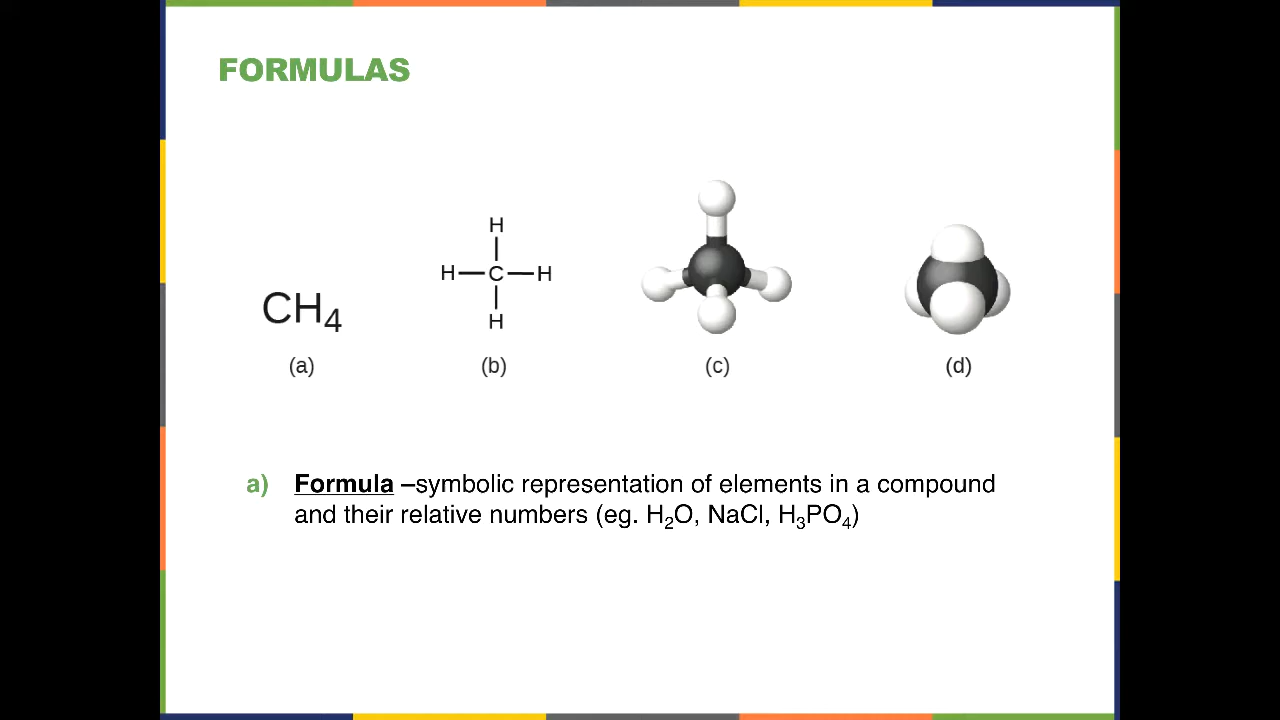 FORMULAS
CH₄
H
H—C—H
H
(a) (b) (c) (d)
a) Formula –symbolic representation of elements in a compound
and their relative numbers (eg. H₂O, NaCl, H₃PO₄)